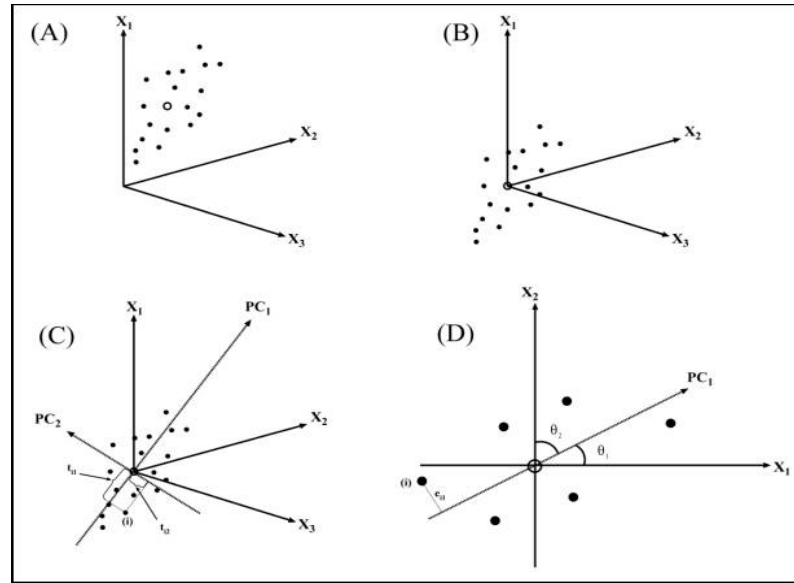 (A)
X₁
X₂
X₃
(B)
X₁
X₂
X₃
(C)
X₁
PC₁
PC₂
X₂
X₃
tᵢ₁
(i)
tᵢ₂
(D)
X₂
PC₁
θ₂
θ₁
X₁
(i)
eᵢ₁